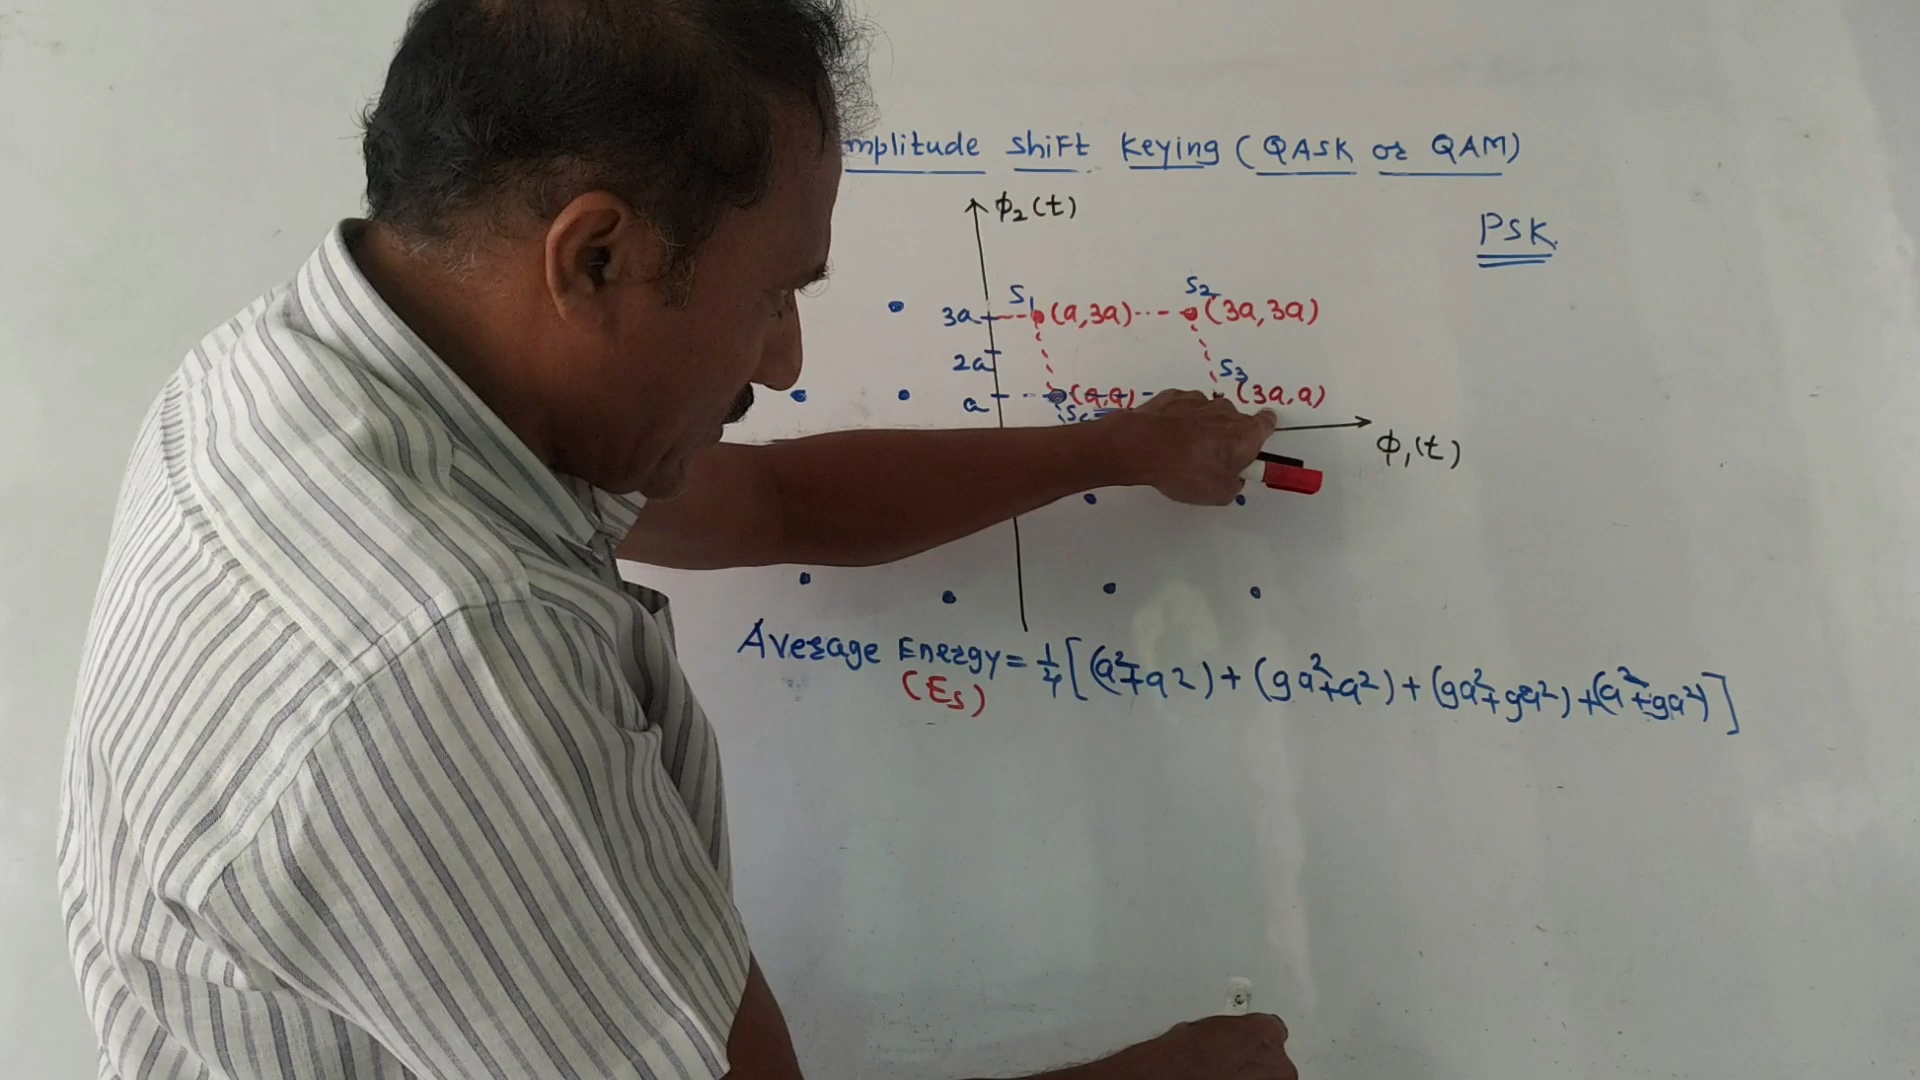 mplitude shift keying (QASK or QAM)
ϕ₂(t)
PSK
S₁ S₂
3a (a,3a) (3a,3a)
2a S₃
a (a,a) (3a,a)
ϕ₁(t)
Average Energy = 1/4 [(a²+a²) + (9a²+a²) + (9a²+9a²) + (a²+9a²)]
(Es)